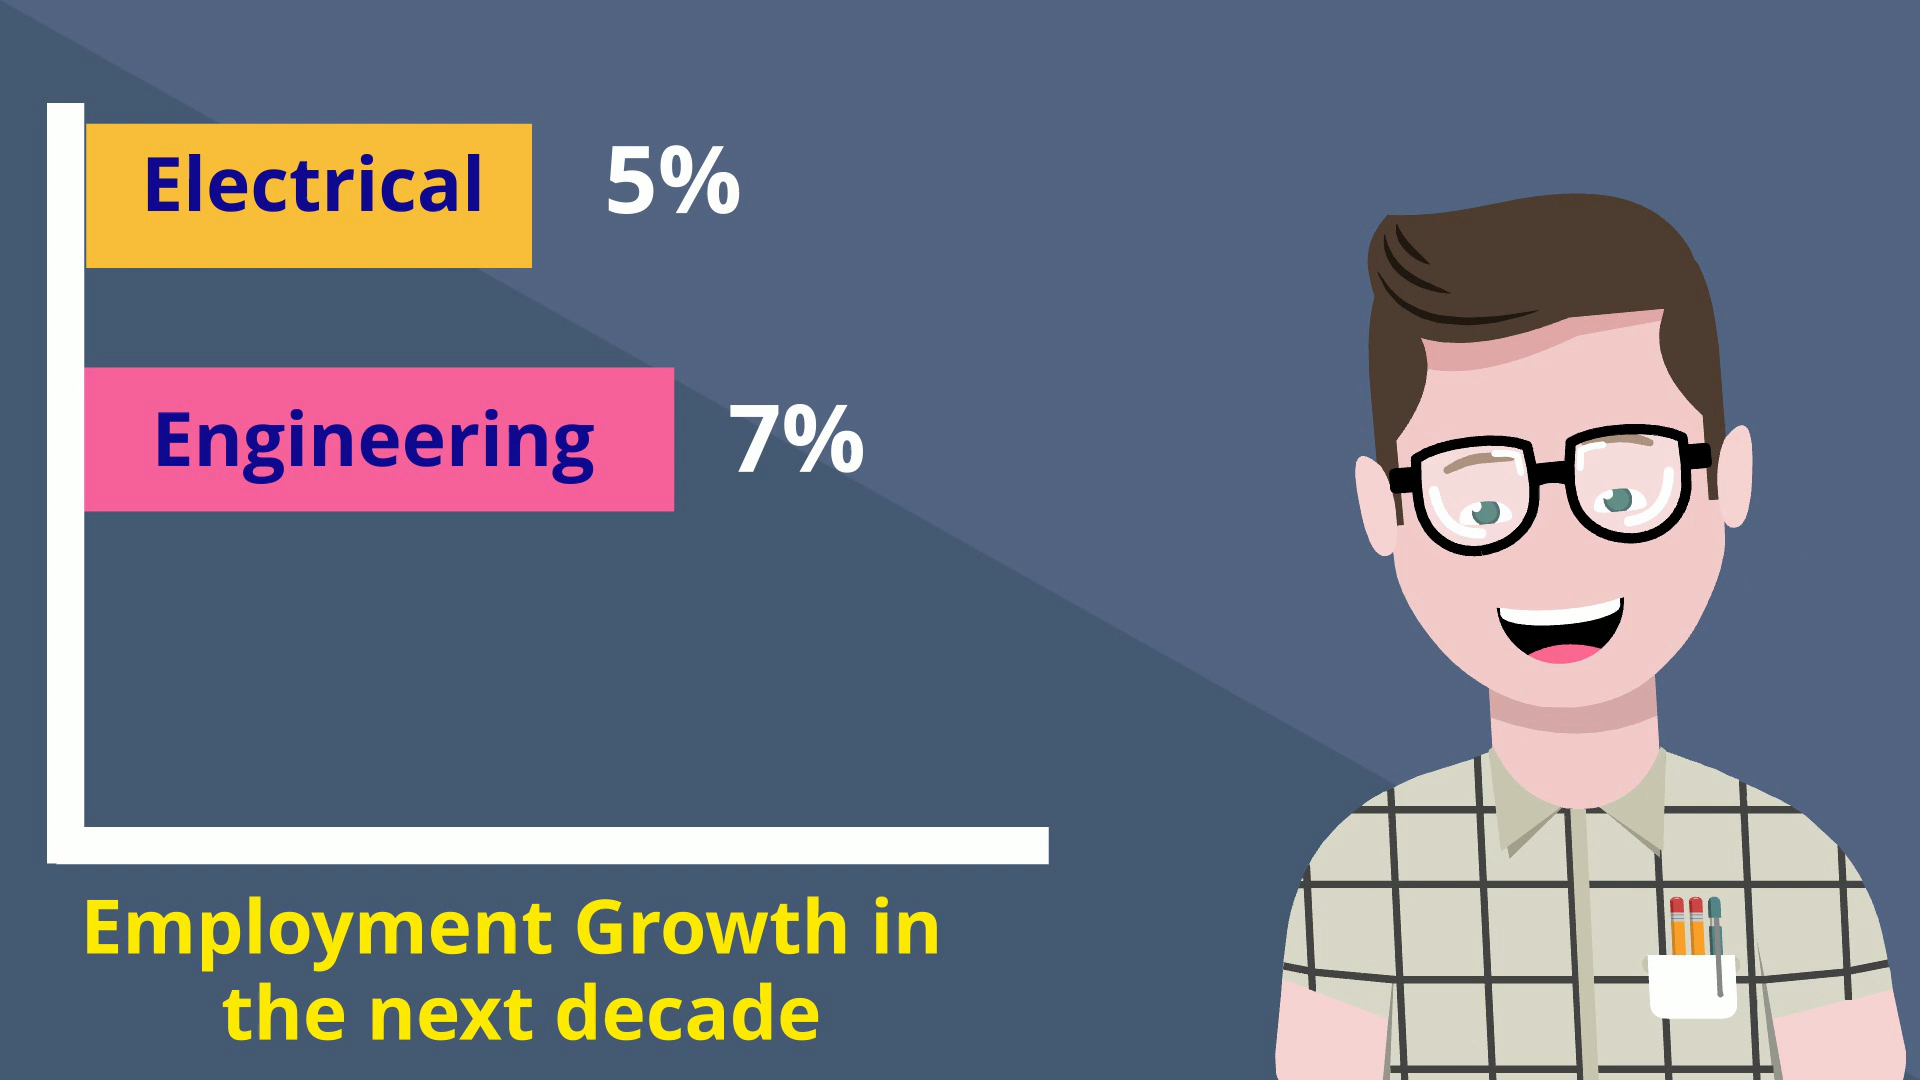 Electrical 5%
Engineering 7%
Employment Growth in
the next decade